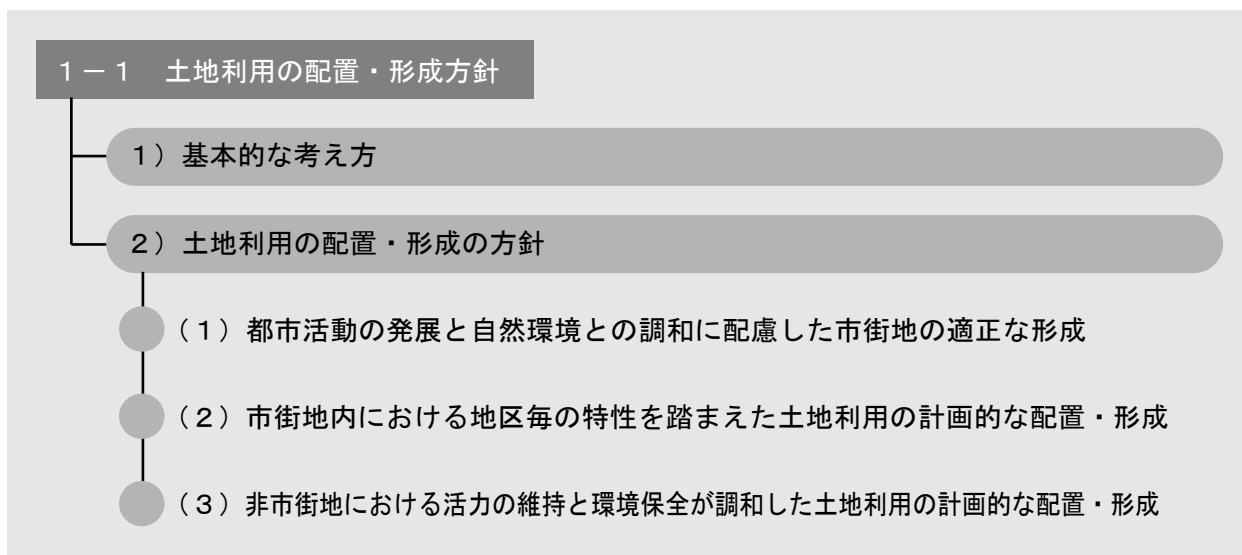 １－１　土地利用の配置・形成方針
１）基本的な考え方
２）土地利用の配置・形成の方針
（１）都市活動の発展と自然環境との調和に配慮した市街地の適正な形成
（２）市街地内における地区毎の特性を踏まえた土地利用の計画的な配置・形成
（３）非市街地における活力の維持と環境保全が調和した土地利用の計画的な配置・形成